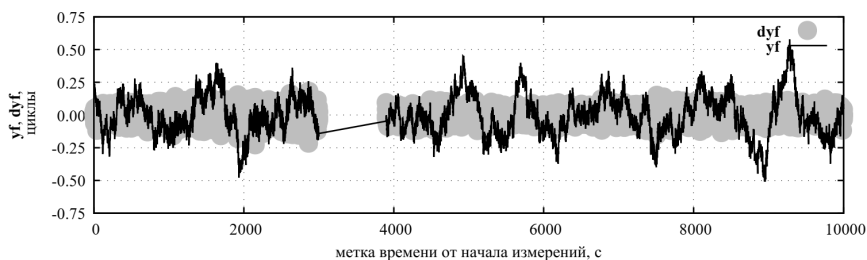 0.75
0.50
0.25
0.00
-0.25
-0.50
-0.75
yf, dyf,
циклы
dyf
yf
0 2000 4000 6000 8000 10000
метка времени от начала измерений, с